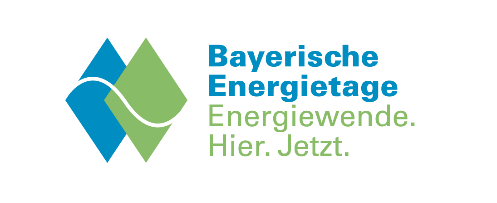 Bayerische
Energietage
Energiewende.
Hier. Jetzt.